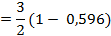 = 3/2 (1 − 0,596)